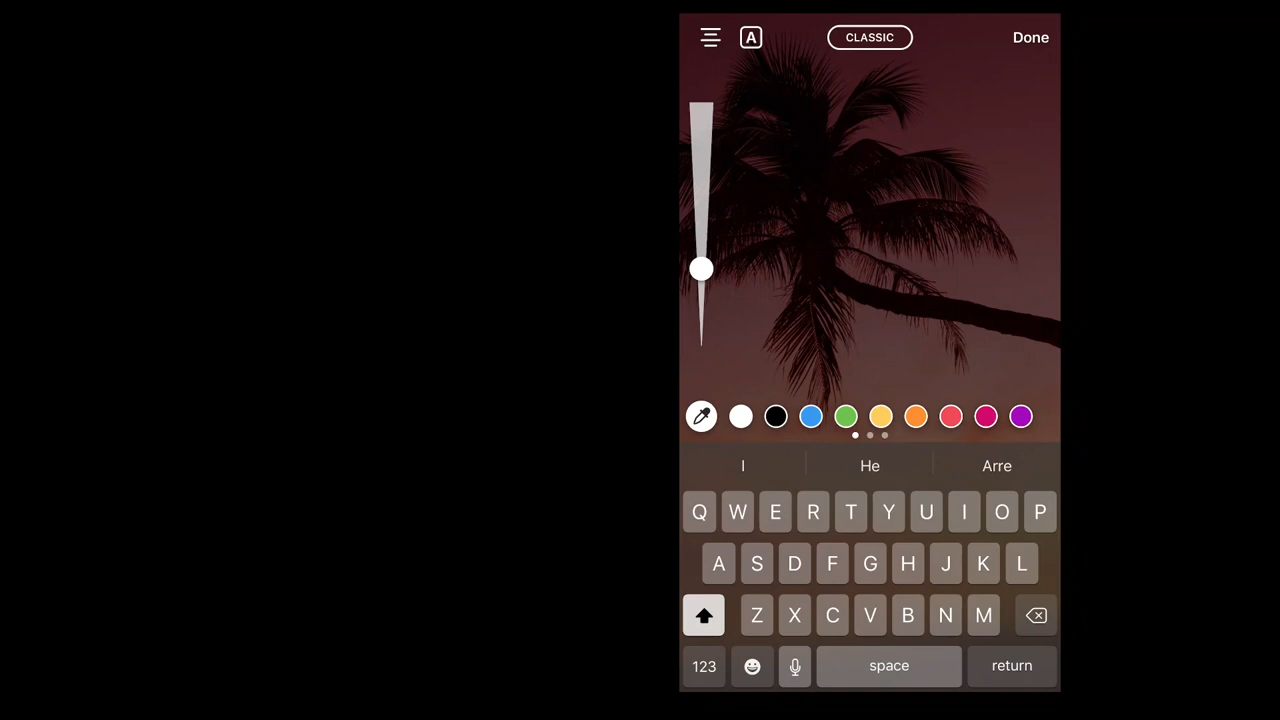 A CLASSIC Done
I He Arre
Q W E R T Y U I O P
A S D F G H J K L
Z X C V B N M
123 space return